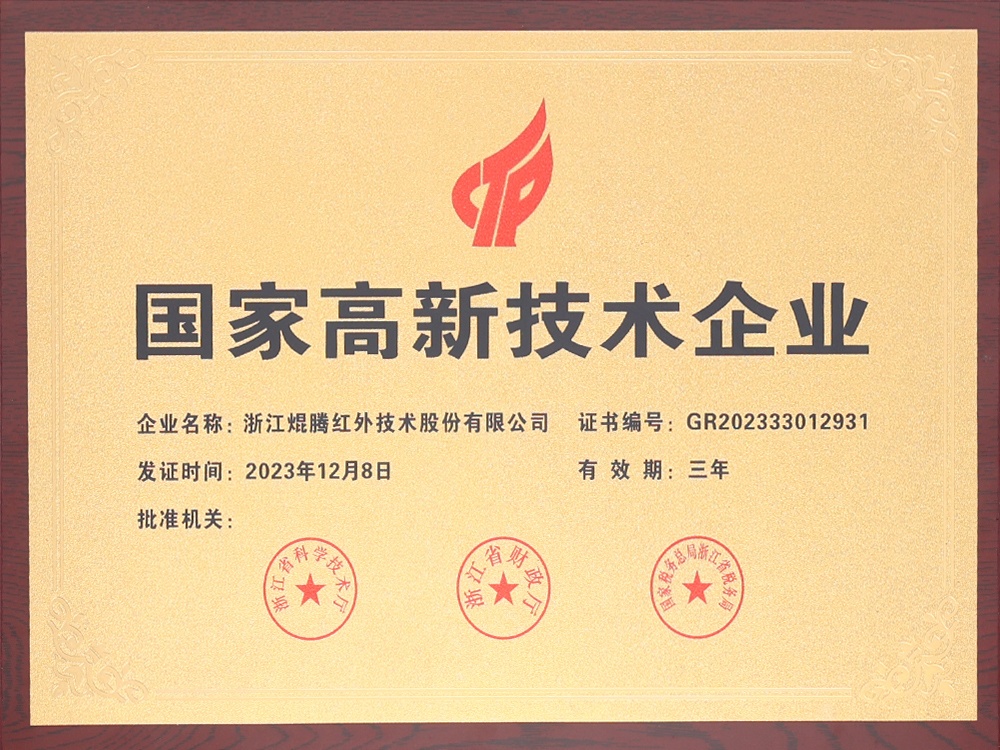 国家高新技术企业
企业名称：浙江焜腾红外技术股份有限公司
证书编号：GR202333012931
发证时间：2023年12月8日
有 效 期：三年
批准机关：
浙江省科学技术厅
浙江省财政厅
国家税务总局浙江省税务局